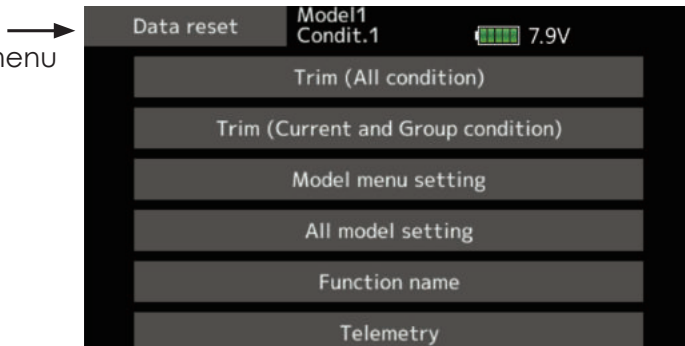 Data reset
Model1
Condit.1
7.9V
Trim (All condition)
Trim (Current and Group condition)
Model menu setting
All model setting
Function name
Telemetry